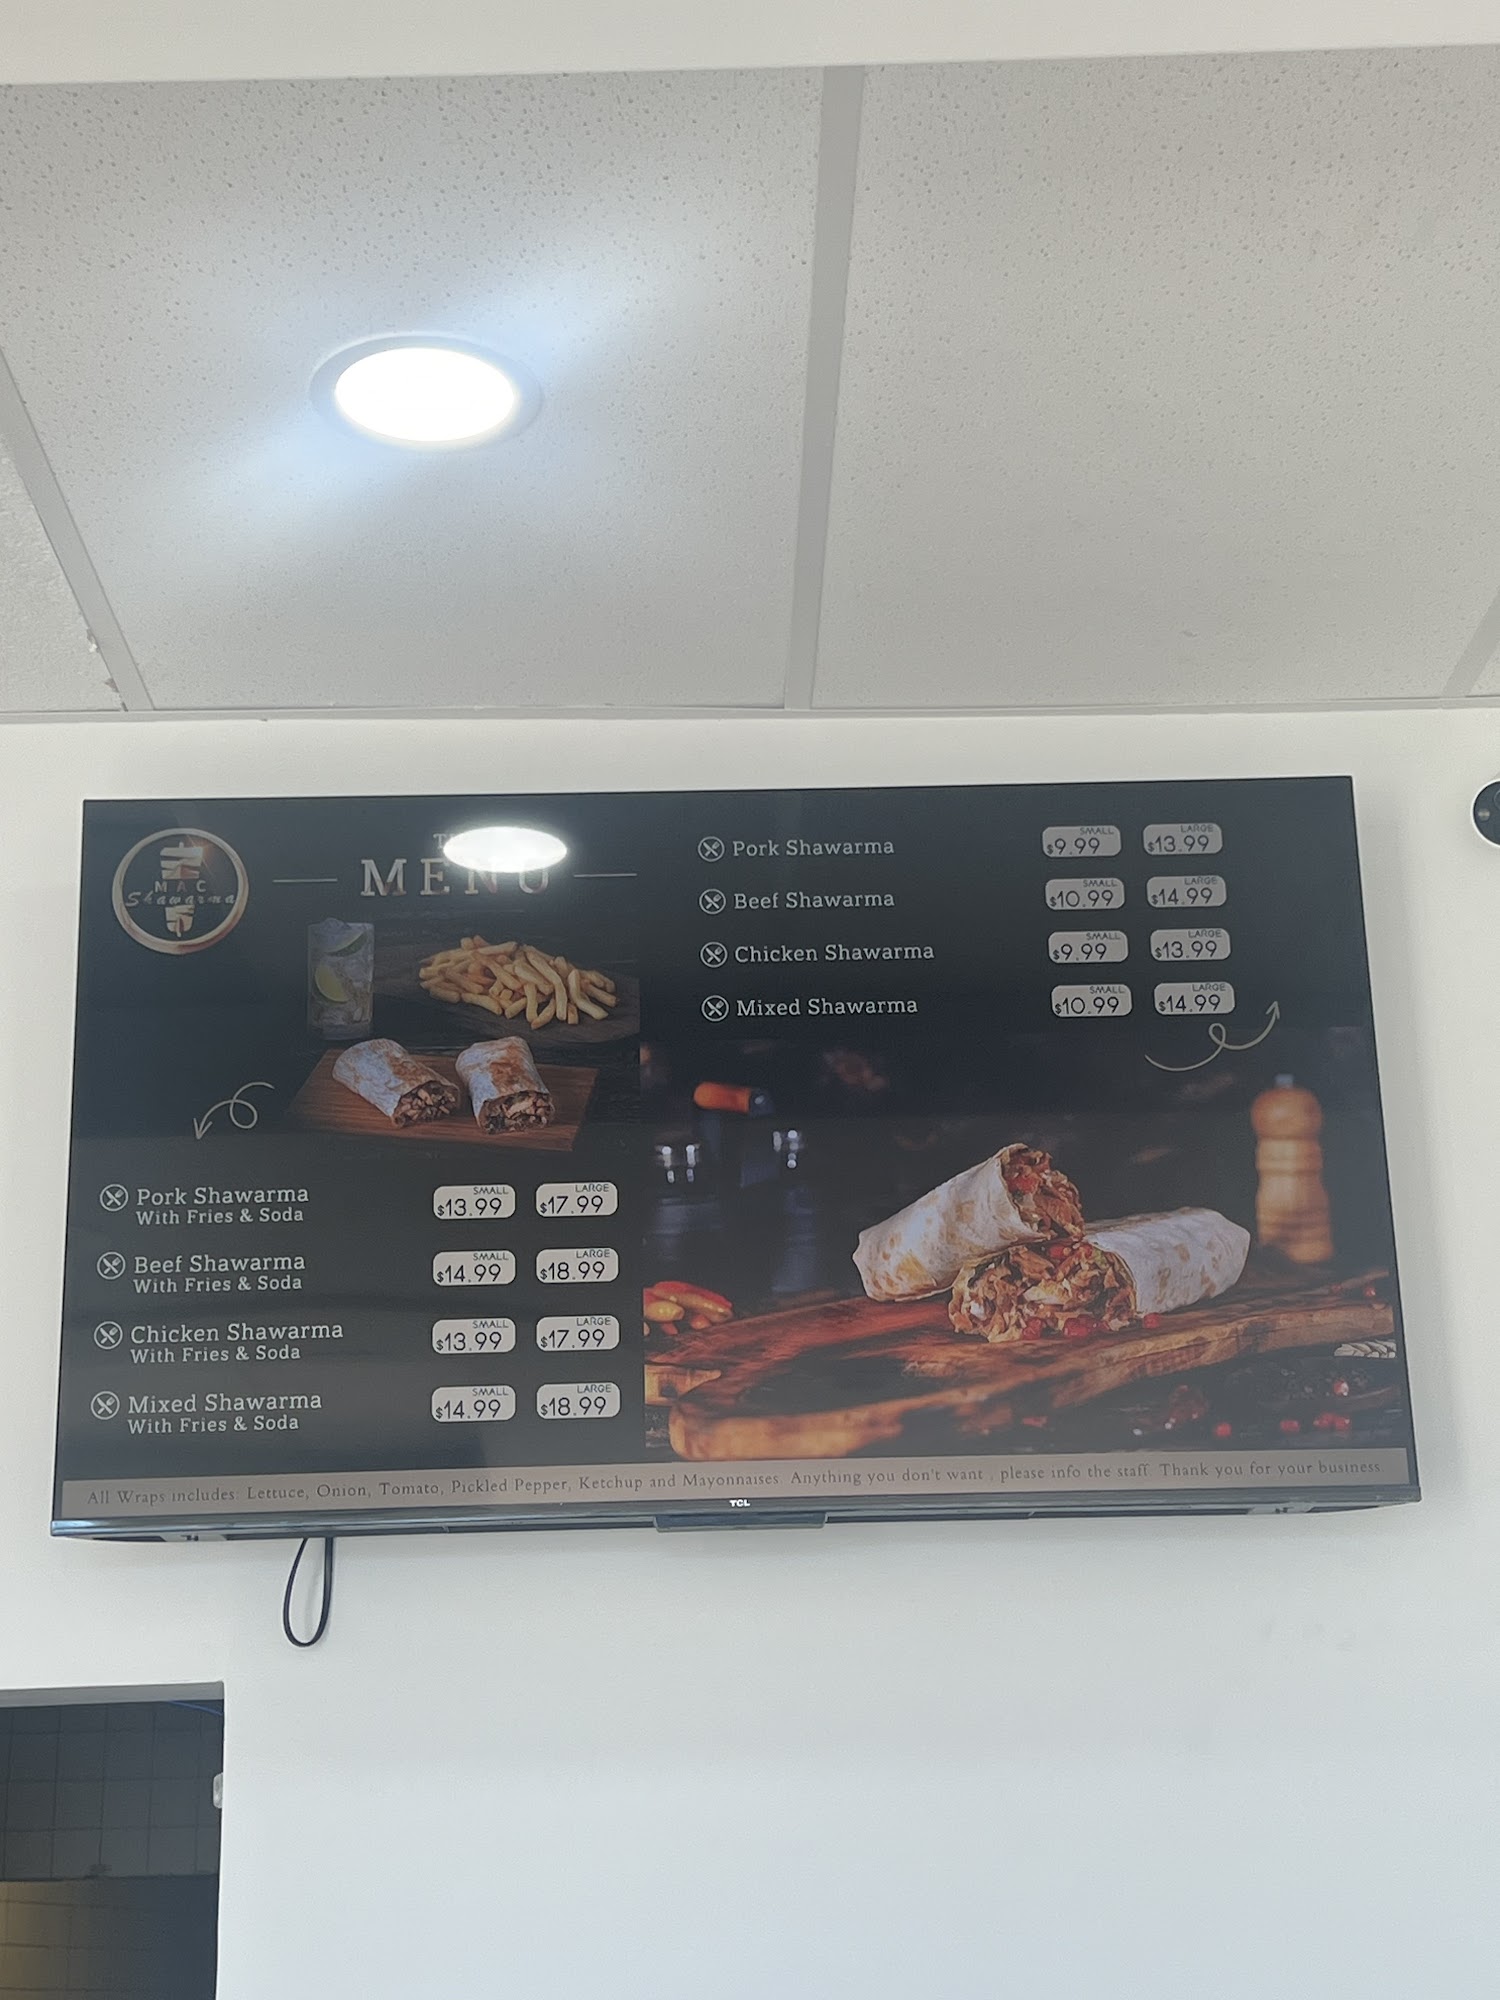 MAC
Shawarma
MENU
Pork Shawarma
With Fries & Soda
SMALL
$13.99
LARGE
$17.99
Beef Shawarma
With Fries & Soda
SMALL
$14.99
LARGE
$18.99
Chicken Shawarma
With Fries & Soda
SMALL
$13.99
LARGE
$17.99
Mixed Shawarma
With Fries & Soda
SMALL
$14.99
LARGE
$18.99
Pork Shawarma
SMALL
$9.99
LARGE
$13.99
Beef Shawarma
SMALL
$10.99
LARGE
$14.99
Chicken Shawarma
SMALL
$9.99
LARGE
$13.99
Mixed Shawarma
SMALL
$10.99
LARGE
$14.99
All Wraps includes: Lettuce, Onion, Tomato, Pickled Pepper, Ketchup and Mayonnaises. Anything you don't want , please info the staff. Thank you for your business.
TCL